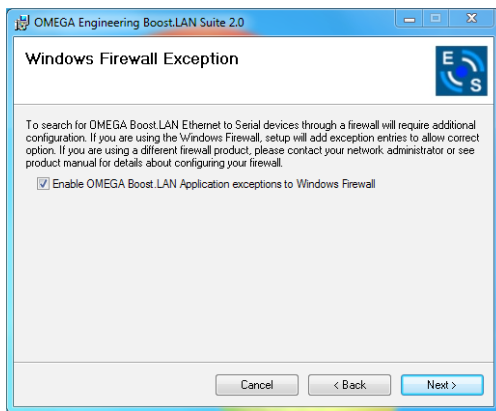 OMEGA Engineering Boost.LAN Suite 2.0
Windows Firewall Exception
E S
To search for OMEGA Boost.LAN Ethernet to Serial devices through a firewall will require additional
configuration. If you are using the Windows Firewall, setup will add exception entries to allow correct
option. If you are using a different firewall product, please contact your network administrator or see
product manual for details about configuring your firewall.
Enable OMEGA Boost.LAN Application exceptions to Windows Firewall
Cancel
< Back
Next >